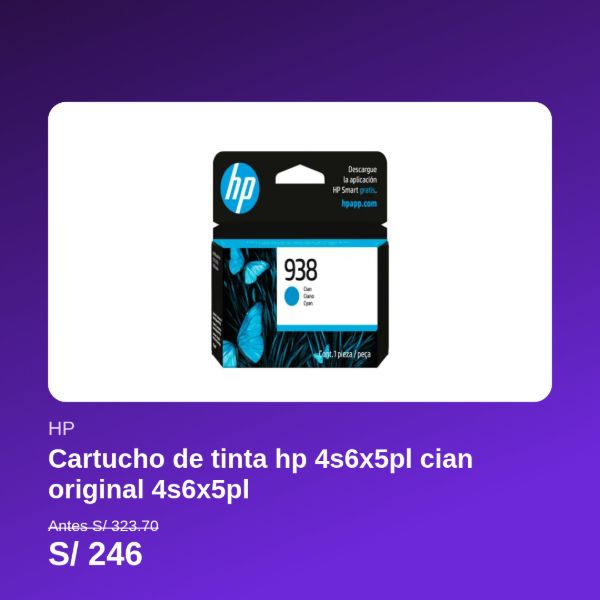 hp
Descargue
la aplicación
HP Smart gratis.
hpapp.com
938
Cian
Ciano
Cyan
Cont.1 pieza / peça
HP
Cartucho de tinta hp 4s6x5pl cian
original 4s6x5pl
Antes S/ 323.70
S/ 246